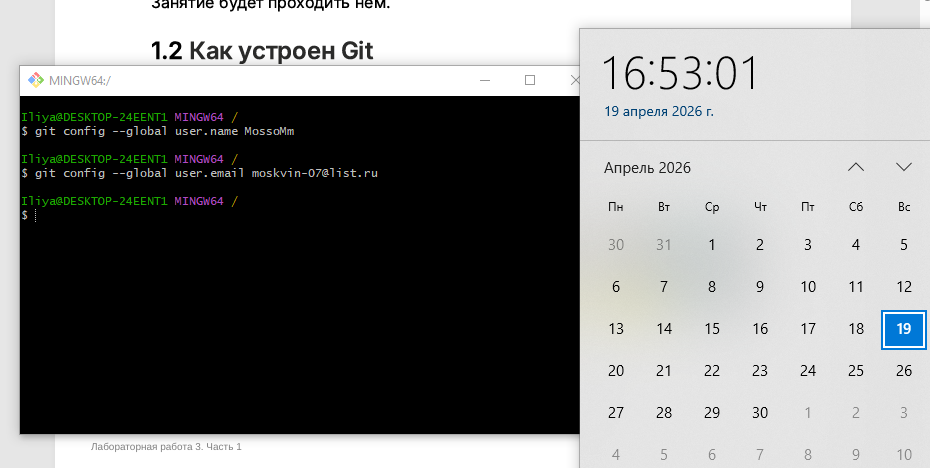 Занятие будет проходить нем.
1.2 Как устроен Git
MINGW64:/
Iliya@DESKTOP-24EENT1 MINGW64 /
$ git config --global user.name MossoMm
Iliya@DESKTOP-24EENT1 MINGW64 /
$ git config --global user.email moskvin-07@list.ru
Iliya@DESKTOP-24EENT1 MINGW64 /
$
Лабораторная работа 3. Часть 1
16:53:01
19 апреля 2026 г.
Апрель 2026
Пн Вт Ср Чт Пт Сб Вс
30 31 1 2 3 4 5
6 7 8 9 10 11 12
13 14 15 16 17 18 19
20 21 22 23 24 25 26
27 28 29 30 1 2 3
4 5 6 7 8 9 10